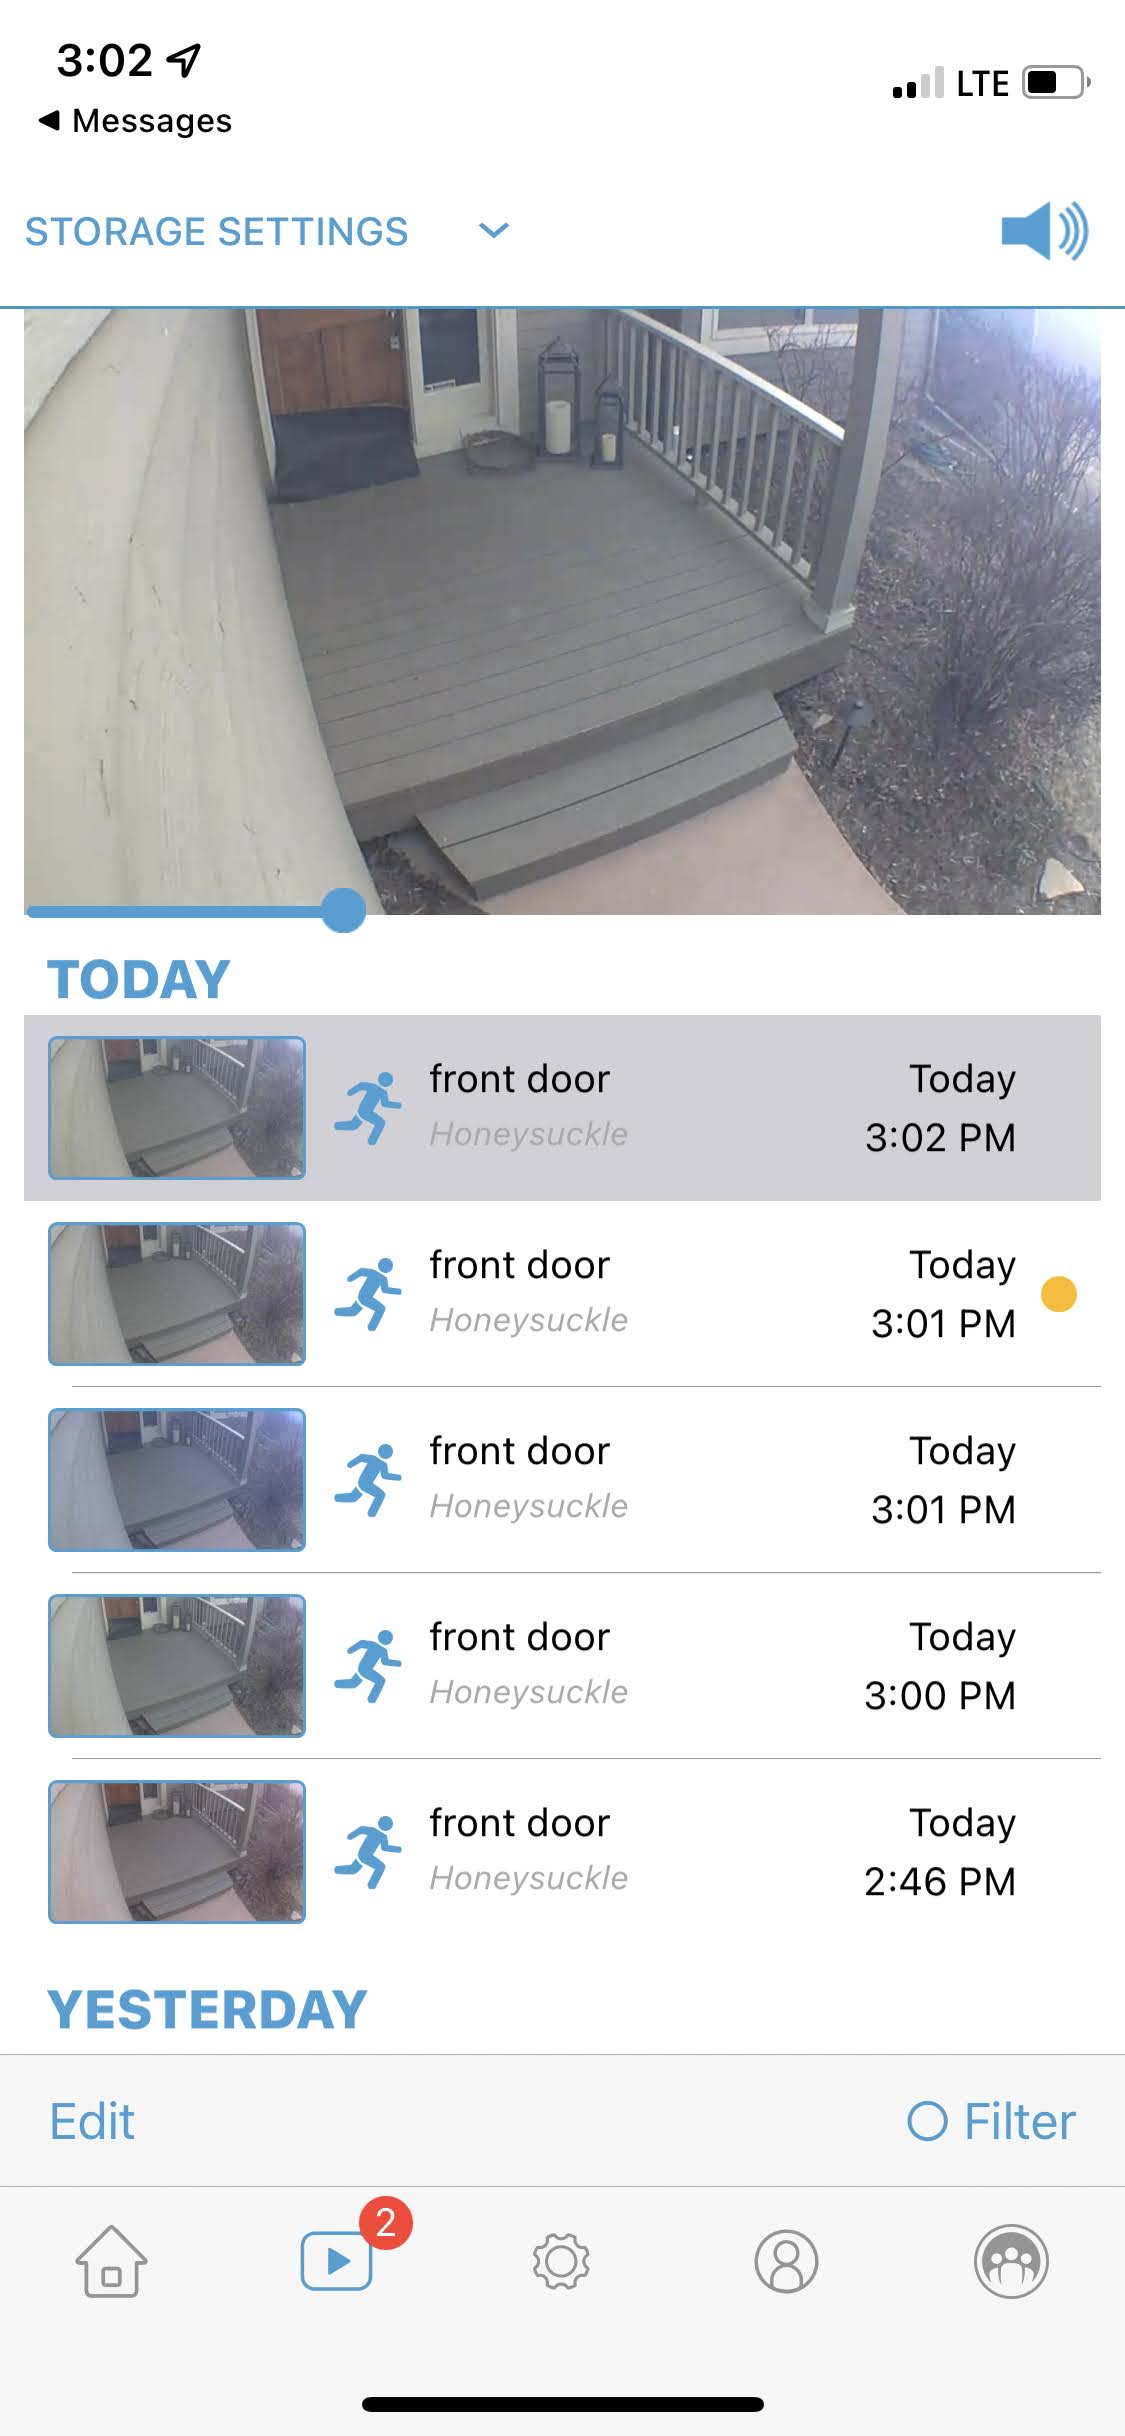 3:02
◀ Messages
LTE
STORAGE SETTINGS
TODAY
front door
Honeysuckle
Today
3:02 PM
front door
Honeysuckle
Today
3:01 PM
front door
Honeysuckle
Today
3:01 PM
front door
Honeysuckle
Today
3:00 PM
front door
Honeysuckle
Today
2:46 PM
YESTERDAY
Edit
Filter
2